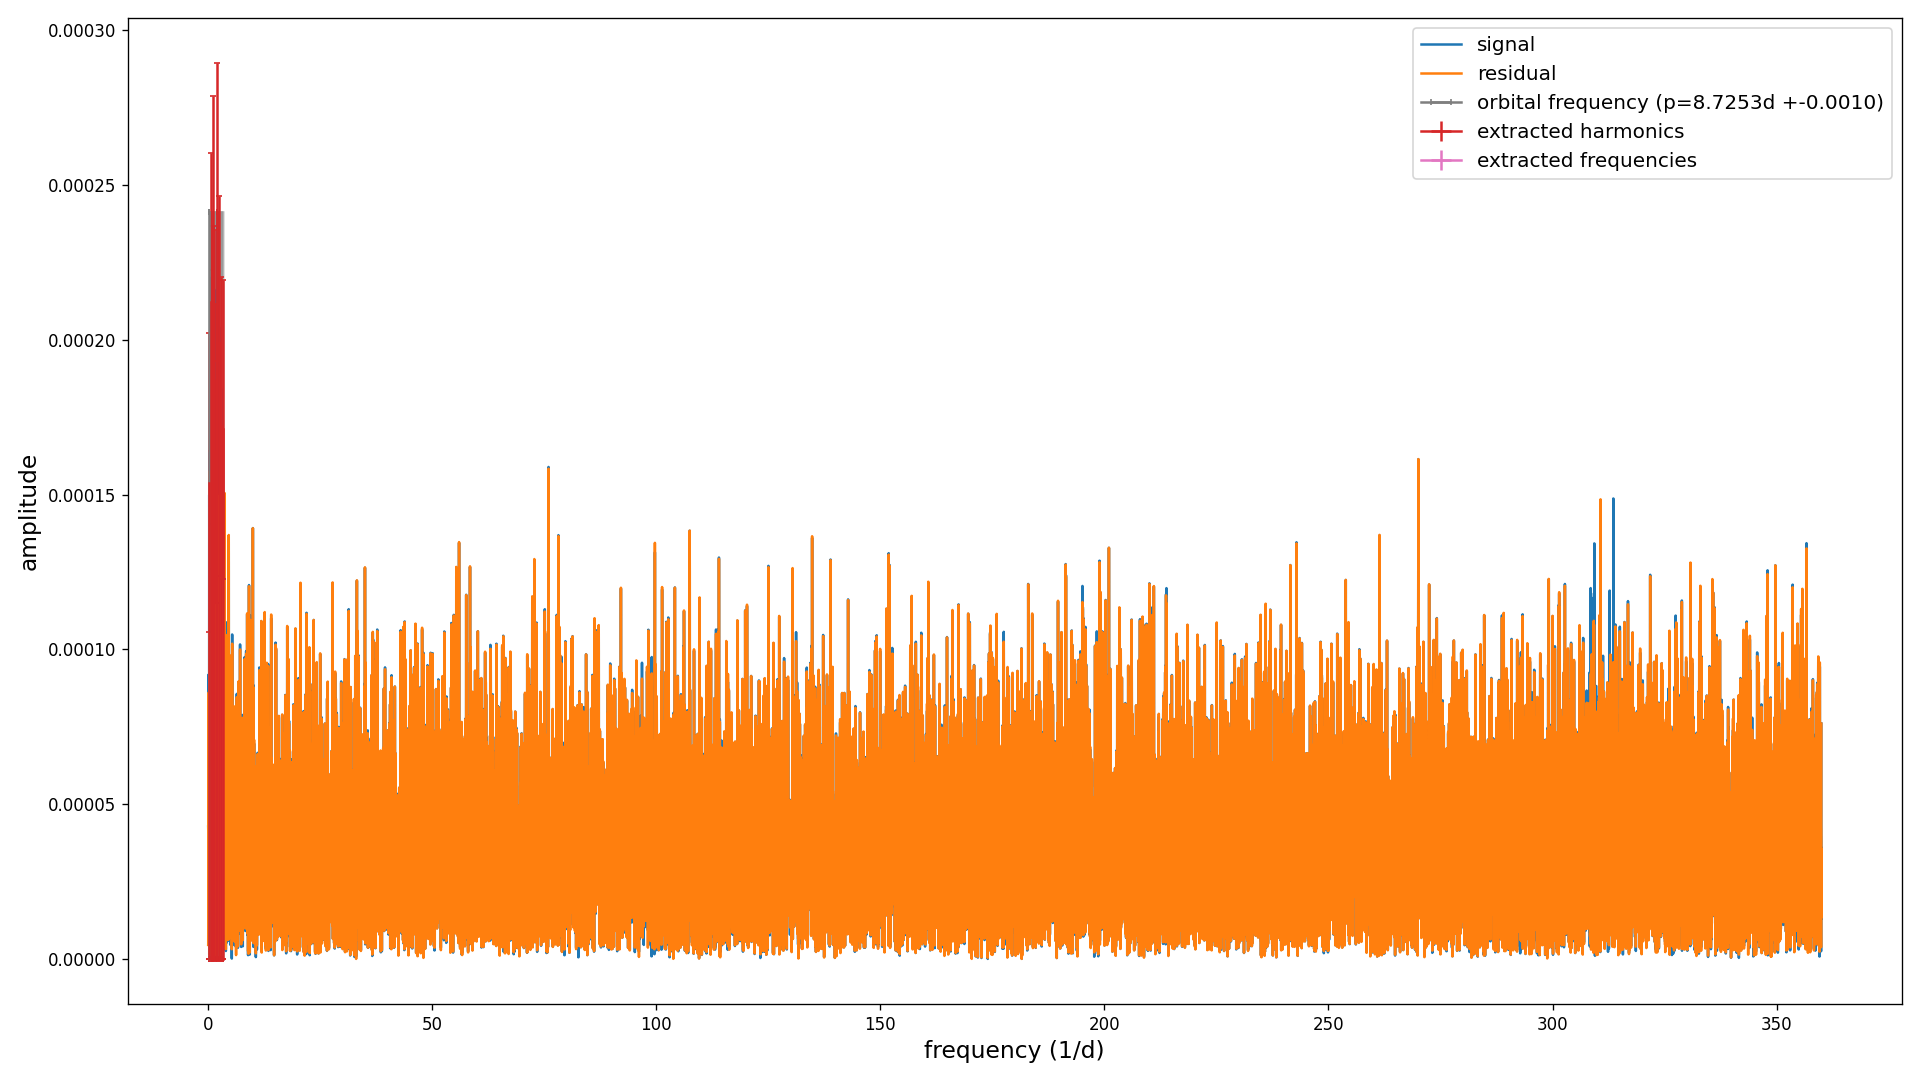 0.00030
0.00025
0.00020
0.00015
0.00010
0.00005
0.00000
amplitude
signal
residual
orbital frequency (p=8.7253d +-0.0010)
extracted harmonics
extracted frequencies
0 50 100 150 200 250 300 350
frequency (1/d)